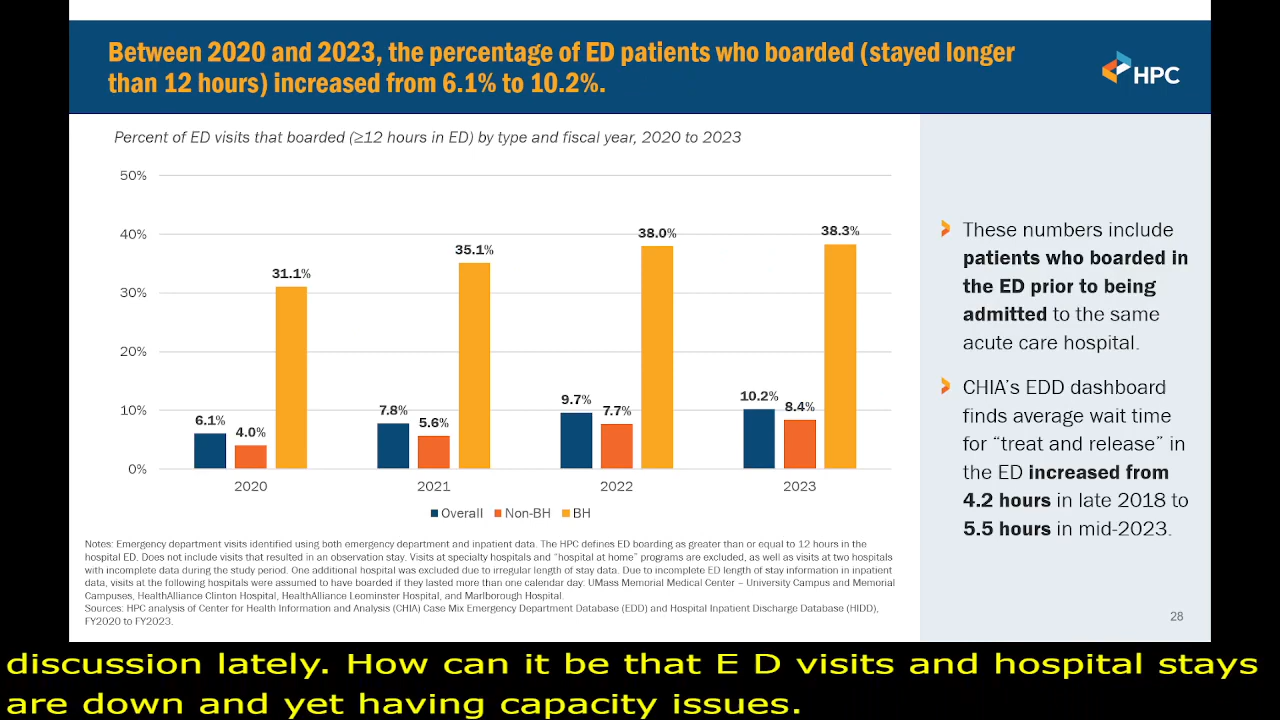 Between 2020 and 2023, the percentage of ED patients who boarded (stayed longer
than 12 hours) increased from 6.1% to 10.2%.
HPC
Percent of ED visits that boarded (≥12 hours in ED) by type and fiscal year, 2020 to 2023
50%
40%
30%
20%
10%
0%
6.1%
4.0%
31.1%
7.8%
5.6%
35.1%
9.7%
7.7%
38.0%
10.2%
8.4%
38.3%
2020
2021
2022
2023
Overall
Non-BH
BH
These numbers include
patients who boarded in
the ED prior to being
admitted to the same
acute care hospital.
CHIA's EDD dashboard
finds average wait time
for “treat and release” in
the ED increased from
4.2 hours in late 2018 to
5.5 hours in mid-2023.
Notes: Emergency department visits identified using both emergency department and inpatient data. The HPC defines ED boarding as greater than or equal to 12 hours in the
hospital ED. Does not include visits that resulted in an observation stay. Visits at specialty hospitals and “hospital at home” programs are excluded, as well as visits at two hospitals
with incomplete data during the study period. One additional hospital was excluded due to irregular length of stay data. Due to incomplete ED length of stay information in inpatient
data, visits at the following hospitals were assumed to have boarded if they lasted more than one calendar day: UMass Memorial Medical Center – University Campus and Memorial
Campuses, HealthAlliance Clinton Hospital, HealthAlliance Leominster Hospital, and Marlborough Hospital.
Sources: HPC analysis of Center for Health Information and Analysis (CHIA) Case Mix Emergency Department Database (EDD) and Hospital Inpatient Discharge Database (HIDD),
FY2020 to FY2023.
28
discussion lately. How can it be that E D visits and hospital stays
are down and yet having capacity issues.